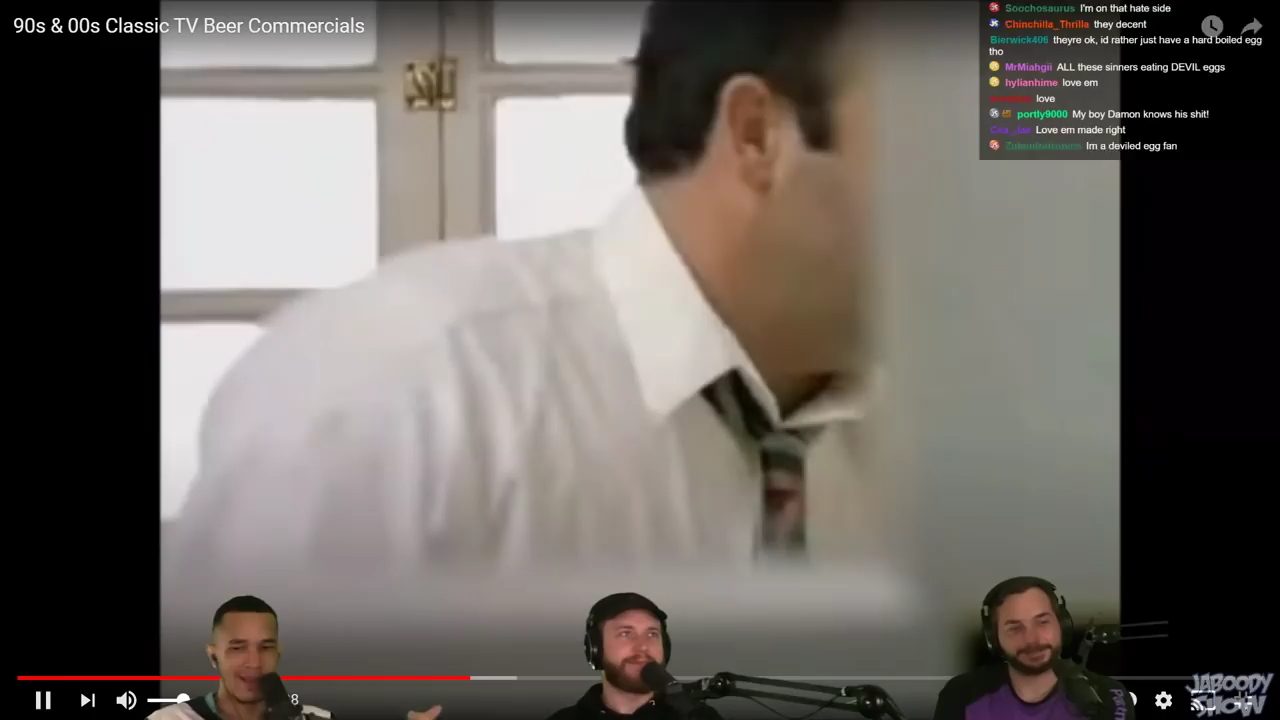 90s & 00s Classic TV Beer Commercials
Soochosaurus I'm on that hate side
Chinchilla_Thrilla they decent
Bierwick406 theyre ok, id rather just have a hard boiled egg
tho
MrMiahgii ALL these sinners eating DEVIL eggs
hylianhime love em
love
portly9000 My boy Damon knows his shit!
Love em made right
Im a deviled egg fan
JABOODY
SHOW